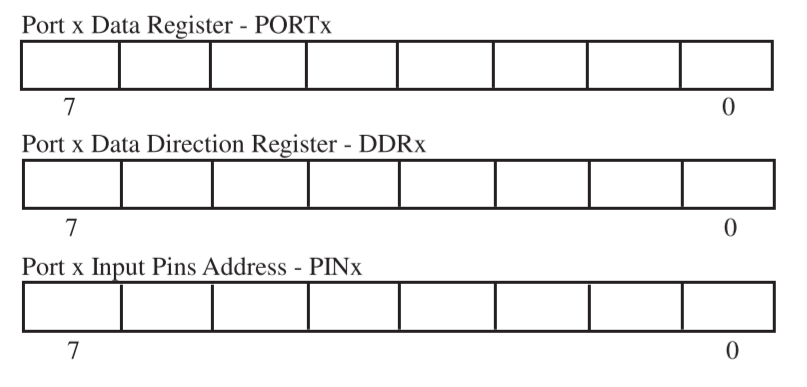 Port x Data Register - PORTx
7 0
Port x Data Direction Register - DDRx
7 0
Port x Input Pins Address - PINx
7 0